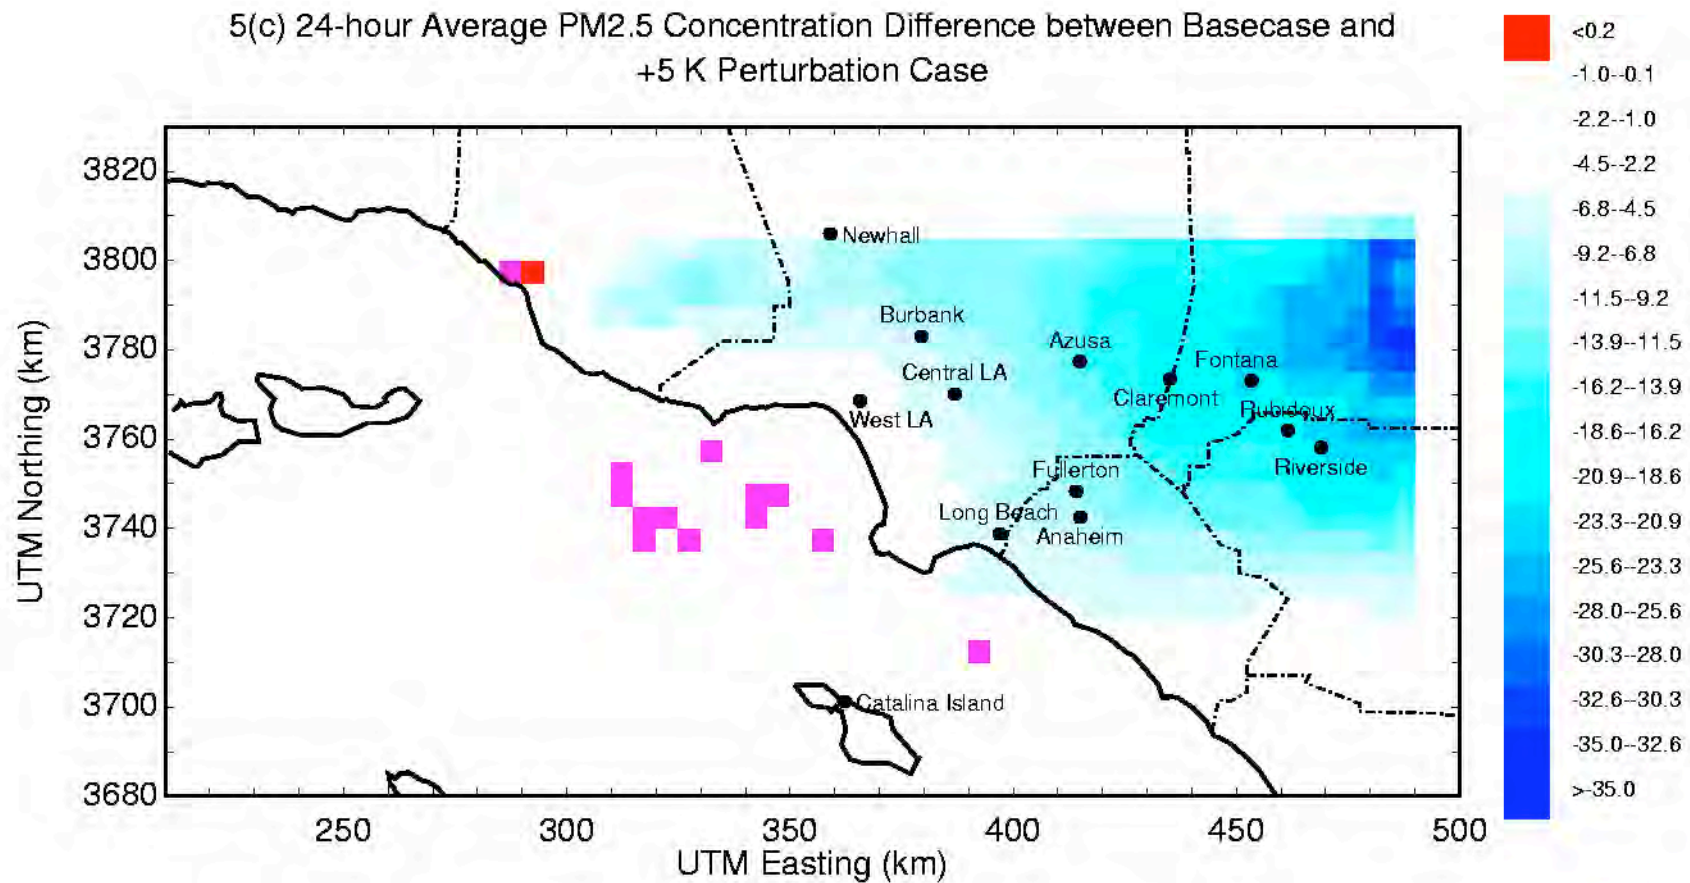 5(c) 24-hour Average PM2.5 Concentration Difference between Basecase and
+5 K Perturbation Case
<0.2
-1.0--0.1
-2.2--1.0
-4.5--2.2
-6.8--4.5
-9.2--6.8
-11.5--9.2
-13.9--11.5
-16.2--13.9
-18.6--16.2
-20.9--18.6
-23.3--20.9
-25.6--23.3
-28.0--25.6
-30.3--28.0
-32.6--30.3
-35.0--32.6
>-35.0
UTM Northing (km)
3820
3800
3780
3760
3740
3720
3700
3680
Newhall
Burbank
Azusa
Fontana
Central LA
Claremont
Rubidoux
West LA
Riverside
Fullerton
Long Beach
Anaheim
Catalina Island
250 300 350 400 450 500
UTM Easting (km)